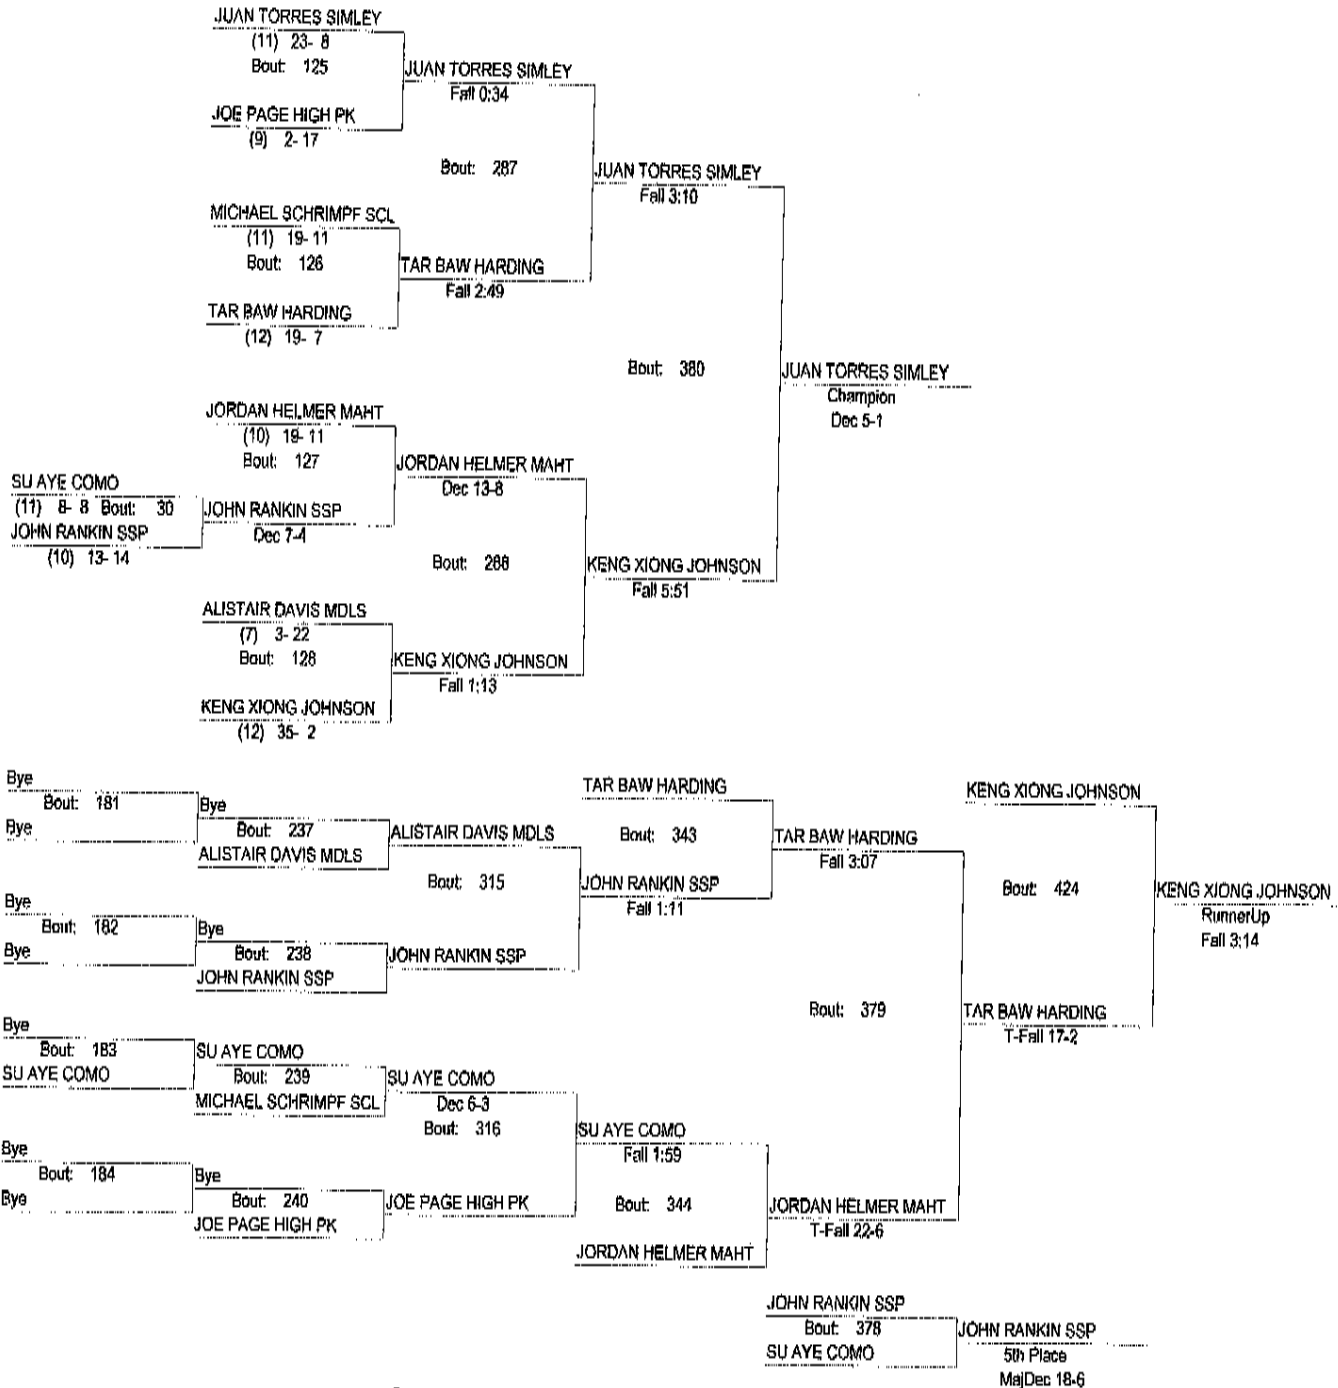 JUAN TORRES SIMLEY
(11) 23- 8
Bout: 125
JUAN TORRES SIMLEY
Fall 0:34
JOE PAGE HIGH PK
(9) 2- 17
Bout: 287
JUAN TORRES SIMLEY
Fall 3:10
MICHAEL SCHRIMPF SCL
(11) 19- 11
Bout: 126
TAR BAW HARDING
Fall 2:49
TAR BAW HARDING
(12) 19- 7
Bout: 380
JUAN TORRES SIMLEY
Champion
Dec 5-1
JORDAN HELMER MAHT
(10) 19- 11
Bout: 127
JORDAN HELMER MAHT
Dec 13-8
SU AYE COMO
(11) 8- 8 Bout: 30
JOHN RANKIN SSP
Dec 7-4
JOHN RANKIN SSP
(10) 13- 14
Bout: 288
KENG XIONG JOHNSON
Fall 5:51
ALISTAIR DAVIS MDLS
(7) 3- 22
Bout: 128
KENG XIONG JOHNSON
Fall 1:13
KENG XIONG JOHNSON
(12) 35- 2
Bye
Bout: 181
Bye
Bye
Bout: 237
ALISTAIR DAVIS MDLS
ALISTAIR DAVIS MDLS
Bout: 315
TAR BAW HARDING
Bout: 343
TAR BAW HARDING
Fall 3:07
JOHN RANKIN SSP
Fall 1:11
KENG XIONG JOHNSON
Bout: 424
KENG XIONG JOHNSON
RunnerUp
Fall 3:14
Bye
Bout: 182
Bye
Bye
Bout: 238
JOHN RANKIN SSP
JOHN RANKIN SSP
Bout: 379
TAR BAW HARDING
T-Fall 17-2
Bye
Bout: 183
SU AYE COMO
SU AYE COMO
Bout: 239
MICHAEL SCHRIMPF SCL
SU AYE COMO
Dec 6-3
Bout: 316
SU AYE COMO
Fall 1:59
Bye
Bout: 184
Bye
Bye
Bout: 240
JOE PAGE HIGH PK
JOE PAGE HIGH PK
Bout: 344
JORDAN HELMER MAHT
T-Fall 22-6
JORDAN HELMER MAHT
JOHN RANKIN SSP
Bout: 378
SU AYE COMO
JOHN RANKIN SSP
5th Place
MajDec 18-6